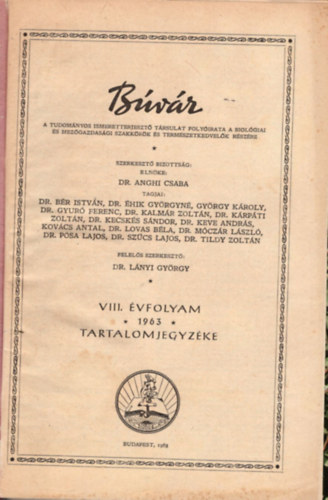 Búvár
A TUDOMÁNYOS ISMERETTERJESZTŐ TÁRSULAT FOLYÓIRATA A BIOLÓGIAI
ÉS MEZŐGAZDASÁGI SZAKKÖRÖK ÉS TERMÉSZETKEDVELŐK RÉSZÉRE
SZERKESZTŐ BIZOTTSÁG:
ELNÖKE:
DR. ANGHI CSABA
TAGJAI:
DR. BÉR ISTVÁN, DR. ÉHIK GYÖRGYNÉ, GYÖRGY KÁROLY,
DR. GYURÓ FERENC, DR. KALMÁR ZOLTÁN, DR. KÁRPÁTI
ZOLTÁN, DR. KECSKÉS SÁNDOR, DR. KEVE ANDRÁS,
KOVÁCS ANTAL, DR. LOVAS BÉLA, DR. MÓCZÁR LÁSZLÓ,
DR. PÓSA LAJOS, DR. SZŰCS LAJOS, DR. TILDY ZOLTÁN
FELELŐS SZERKESZTŐ:
DR. LÁNYI GYÖRGY
VIII. ÉVFOLYAM
* 1963 *
TARTALOMJEGYZÉKE
BUDAPEST, 1963